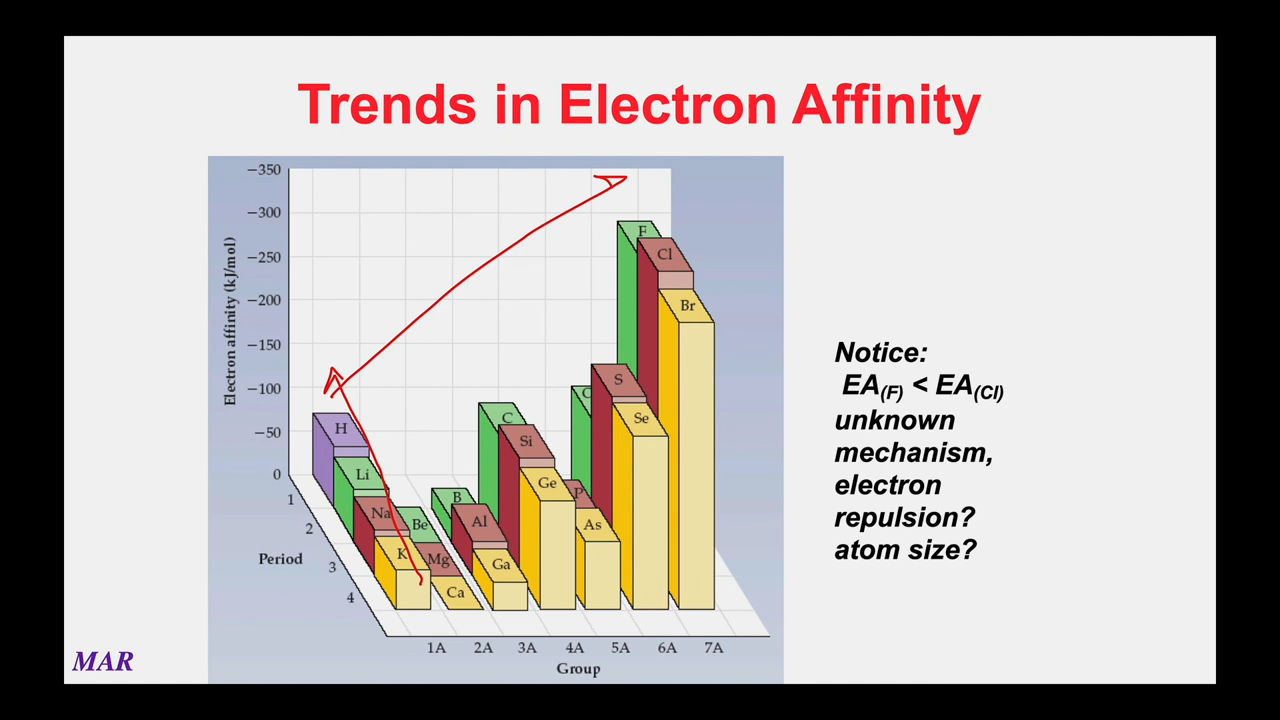 Trends in Electron Affinity
−350
−300
−250
−200
−150
−100
−50
0
Electron affinity (kJ/mol)
1
2
3
4
Period
H
Li
Na
K
Be
Mg
Ca
B
Al
Ga
C
Si
Ge
P
As
S
Se
F
Cl
Br
1A 2A 3A 4A 5A 6A 7A
Group
Notice:
EA(F) < EA(Cl)
unknown
mechanism,
electron
repulsion?
atom size?
MAR